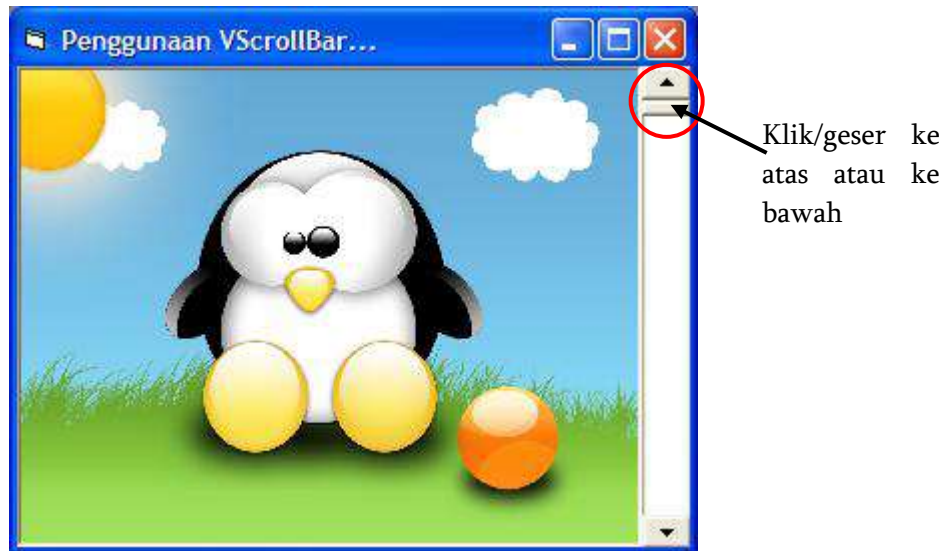 Penggunaan VScrollBar...
Klik/geser ke
atas atau ke
bawah